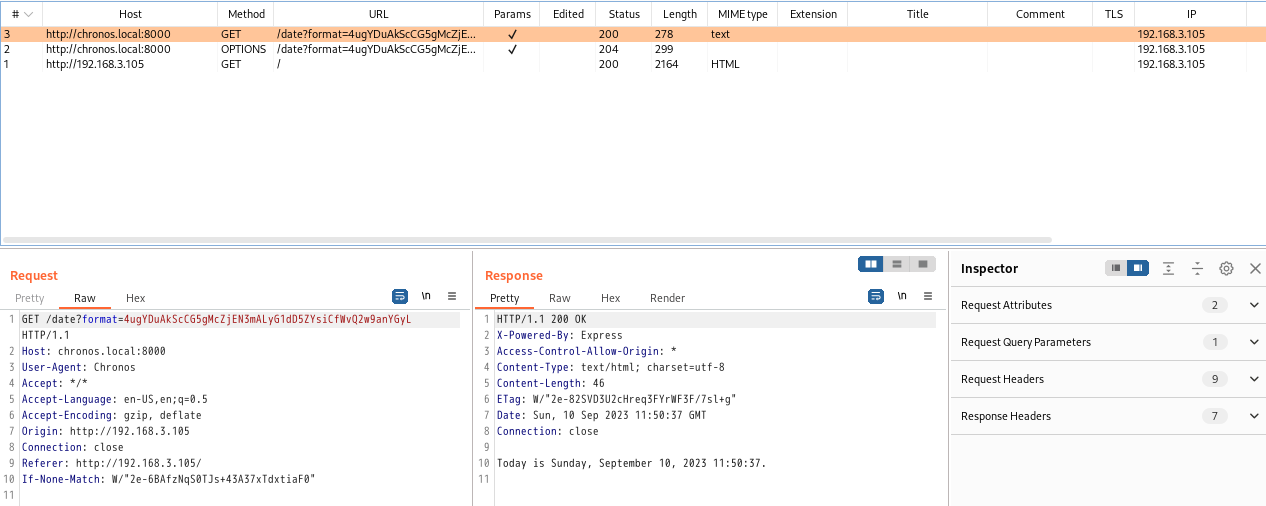 # Host Method URL Params Edited Status Length MIME type Extension Title Comment TLS IP
3 http://chronos.local:8000 GET /date?format=4ugYDuAkScCG5gMcZjE... ✓ 200 278 text 192.168.3.105
2 http://chronos.local:8000 OPTIONS /date?format=4ugYDuAkScCG5gMcZjE... ✓ 204 299 192.168.3.105
1 http://192.168.3.105 GET / 200 2164 HTML 192.168.3.105
Request
Pretty Raw Hex \n
1 GET /date?format=4ugYDuAkScCG5gMcZjEN3mALyG1dD5ZYsiCfWvQ2w9anYGyL
HTTP/1.1
2 Host: chronos.local:8000
3 User-Agent: Chronos
4 Accept: */*
5 Accept-Language: en-US,en;q=0.5
6 Accept-Encoding: gzip, deflate
7 Origin: http://192.168.3.105
8 Connection: close
9 Referer: http://192.168.3.105/
10 If-None-Match: W/"2e-6BAfzNqS0TJs+43A37xTdxtiaF0"
11
Response
Pretty Raw Hex Render \n
1 HTTP/1.1 200 OK
2 X-Powered-By: Express
3 Access-Control-Allow-Origin: *
4 Content-Type: text/html; charset=utf-8
5 Content-Length: 46
6 ETag: W/"2e-82SVD3U2cHreq3FYrWF3F/7sl+g"
7 Date: Sun, 10 Sep 2023 11:50:37 GMT
8 Connection: close
9
10 Today is Sunday, September 10, 2023 11:50:37.
11
Inspector
Request Attributes 2
Request Query Parameters 1
Request Headers 9
Response Headers 7